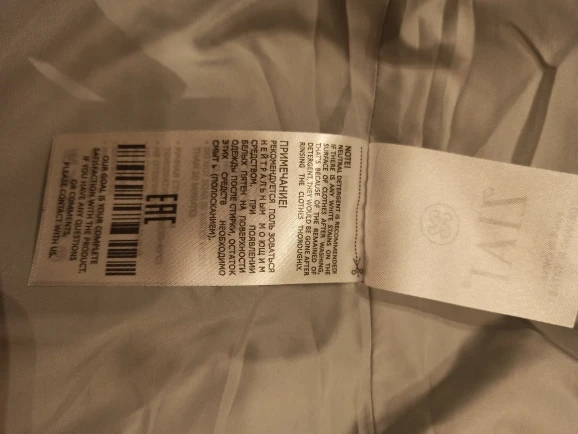 NOTE!
NEUTRAL DETERGENT IS RECOMMENDED!
IF THERE IS ANY WHITE STAINS ON THE
SURFACE OF CLOTHES AFTER WASHING,
THAT'S BECAUSE OF THE REMAINED OF
DETERGENT, THEY WOULD BE GONE AFTER
RINSING THE CLOTHES THOROUGHLY.
ПРИМЕЧАНИЕ!
РЕКОМЕНДУЕТСЯ ПОЛЬЗОВАТЬСЯ
НЕЙТРАЛЬНЫМ МОЮЩИМ
СРЕДСТВОМ. ПРИ ПОЯВЛЕНИИ
БЕЛЫХ ПЯТЕН НА ПОВЕРХНОСТИ
ОДЕЖДЫ ПОСЛЕ СТИРКИ ОСТАТОК
ЭТИХ СРЕДСТВ НЕОБХОДИМО
СМЫТЬ (ПОЛОСКАНИЕМ).
EAC
OUR GOAL IS YOUR COMPLETE
SATISFACTION WITH THE PRODUCT.
IF YOU HAVE ANY QUESTIONS
OR COMMENTS,
PLEASE CONTACT WITH US.